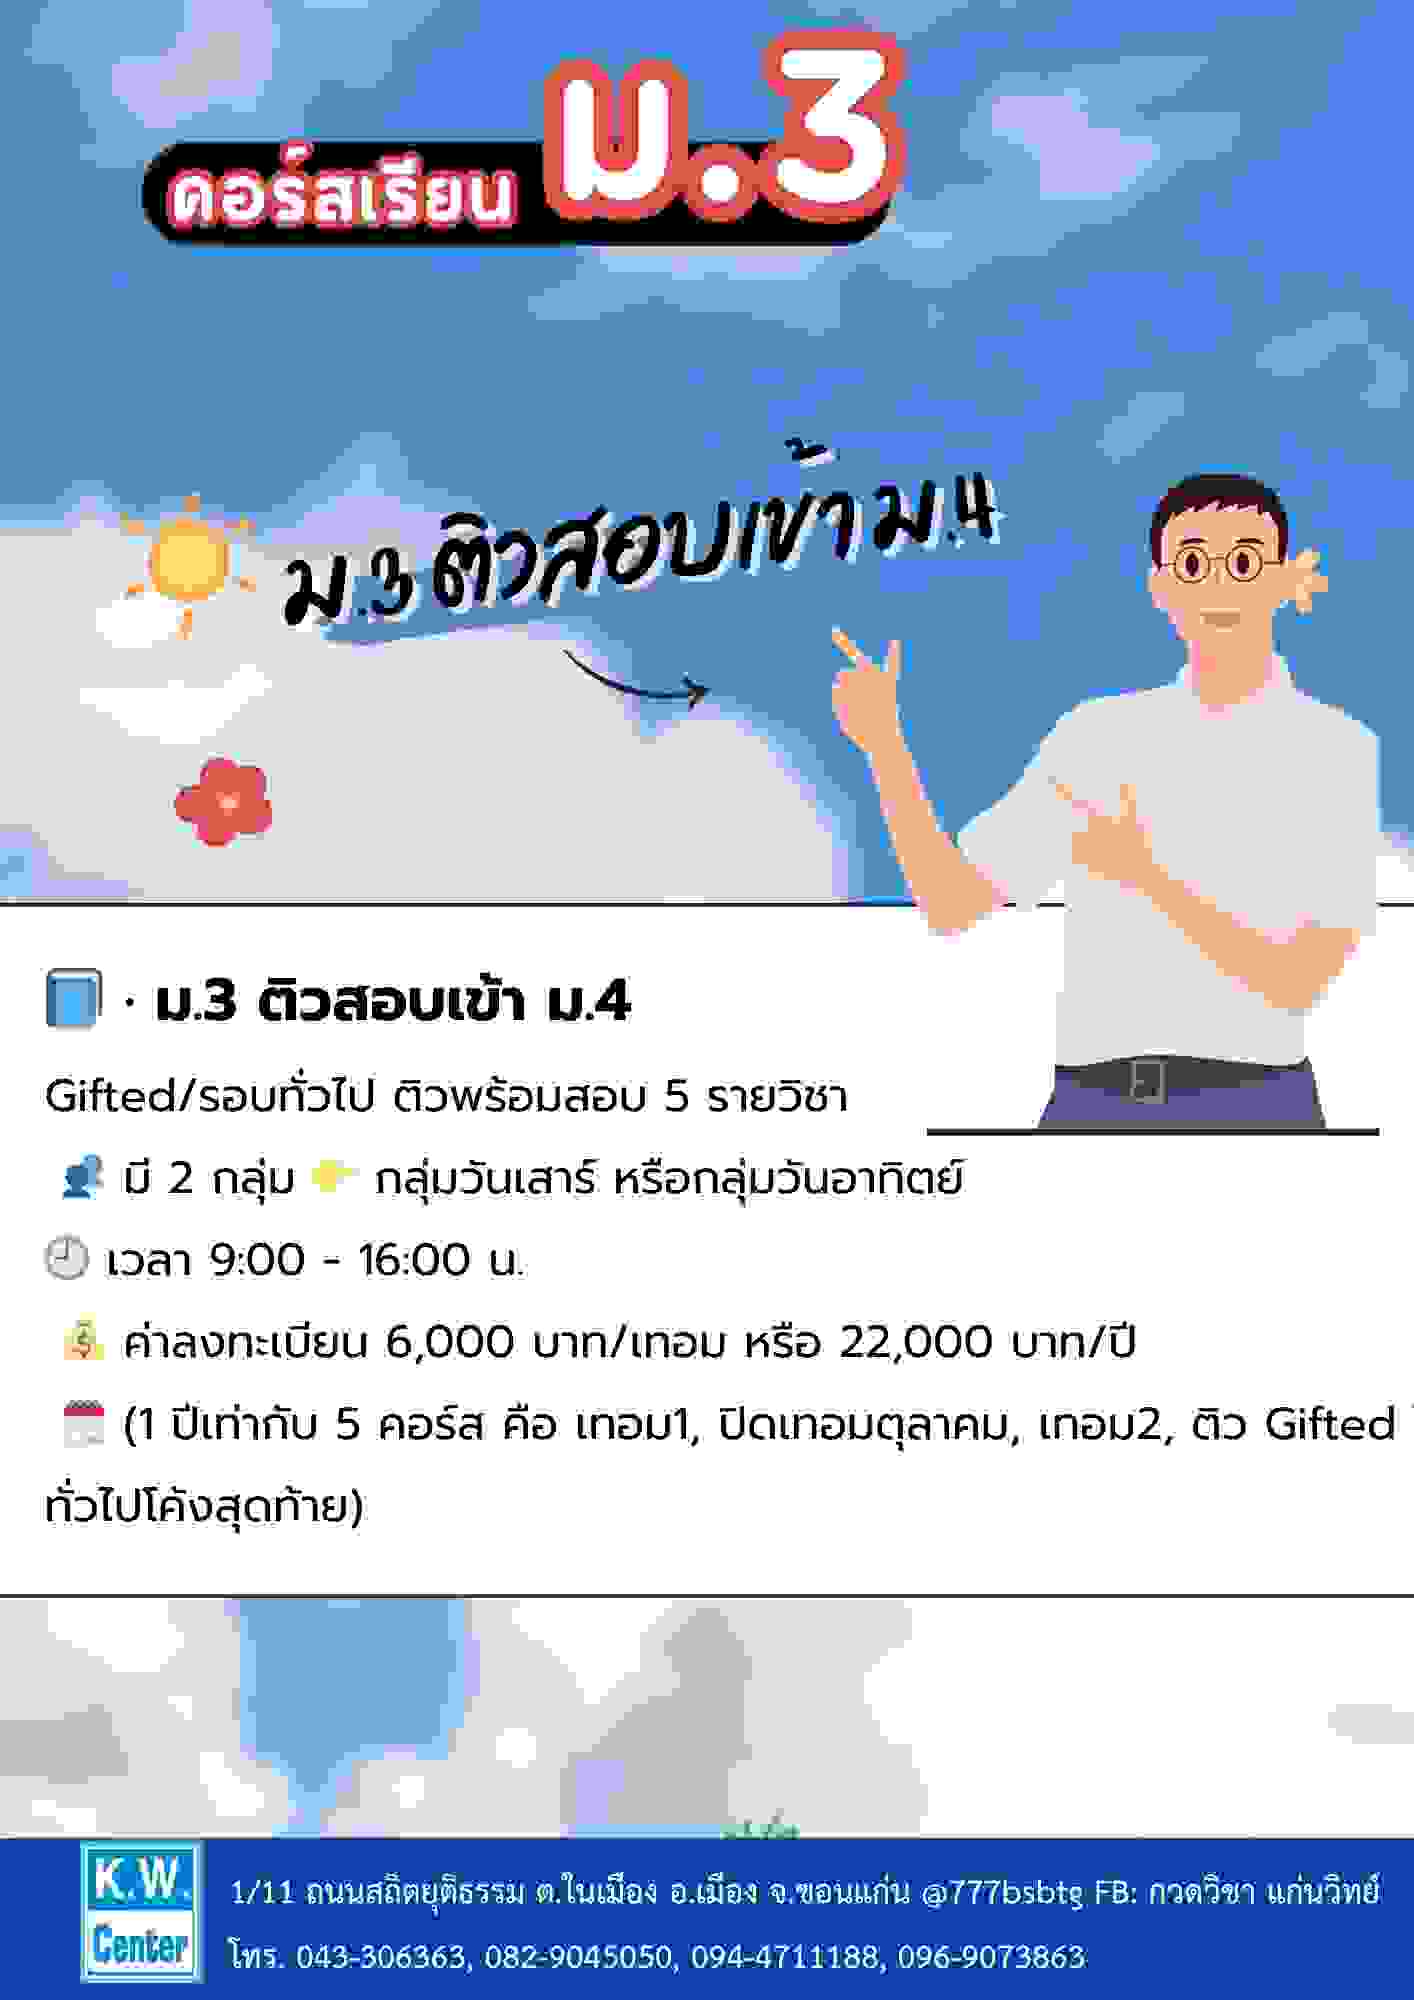 คอร์สเรียน ม.3
ม.3 ติวสอบเข้า ม.4
· ม.3 ติวสอบเข้า ม.4
Gifted/รอบทั่วไป ติวพร้อมสอบ 5 รายวิชา
มี 2 กลุ่ม 👉 กลุ่มวันเสาร์ หรือกลุ่มวันอาทิตย์
เวลา 9:00 - 16:00 น.
ค่าลงทะเบียน 6,000 บาท/เทอม หรือ 22,000 บาท/ปี
(1 ปีเท่ากับ 5 คอร์ส คือ เทอม1, ปิดเทอมตุลาคม, เทอม2, ติว Gifted
ทั่วไปโค้งสุดท้าย)
K.W.
Center
1/11 ถนนสถิตยุติธรรม ต.ในเมือง อ.เมือง จ.ขอนแก่น @777bsbtg FB: กวดวิชา แก่นวิทย์
โทร. 043-306363, 082-9045050, 094-4711188, 096-9073863